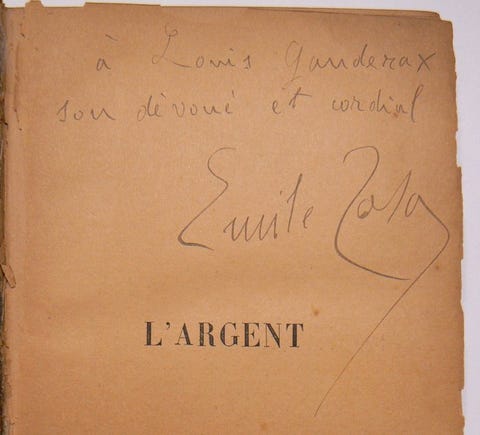 à Louis Ganderax
son dévoué et cordial
Emile Zola
L'ARGENT